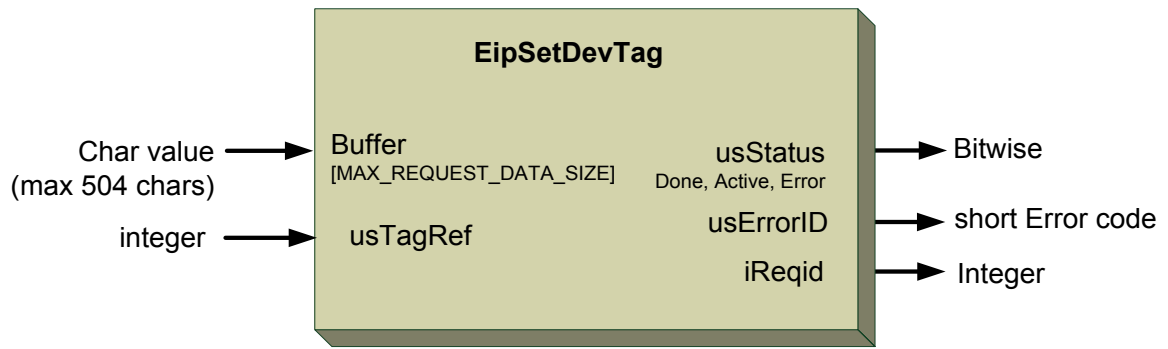 EipSetDevTag
Char value
(max 504 chars)
Buffer
[MAX_REQUEST_DATA_SIZE]
integer
usTagRef
usStatus
Done, Active, Error
Bitwise
usErrorID
short Error code
iReqid
Integer